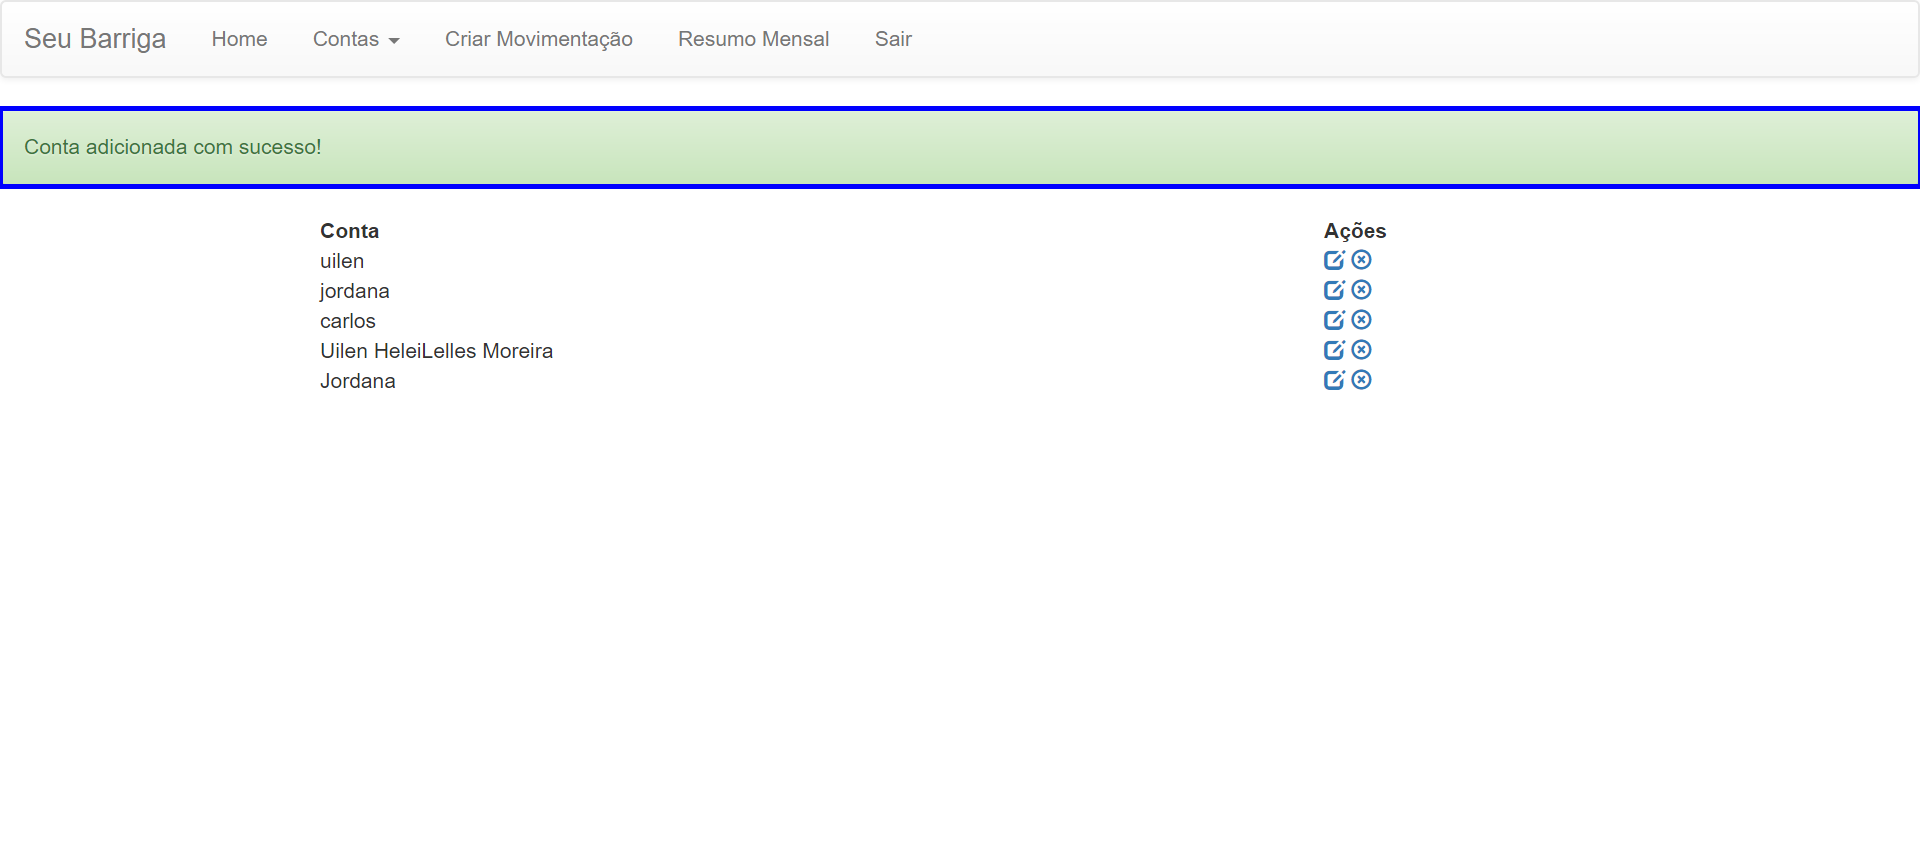 Seu Barriga Home Contas Criar Movimentação Resumo Mensal Sair
Conta adicionada com sucesso!
Conta Ações
uilen
jordana
carlos
Uilen HeleiLelles Moreira
Jordana